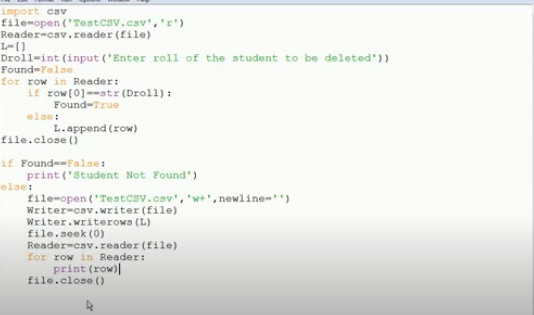 import csv
file=open('TestCSV.csv','r')
Reader=csv.reader(file)
L=[]
Droll=int(input('Enter roll of the student to be deleted'))
Found=False
for row in Reader:
    if row[0]==str(Droll):
        Found=True
    else:
        L.append(row)
file.close()

if Found==False:
    print('Student Not Found')
else:
    file=open('TestCSV.csv','w+',newline='')
    Writer=csv.writer(file)
    Writer.writerows(L)
    file.seek(0)
    Reader=csv.reader(file)
    for row in Reader:
        print(row)
    file.close()